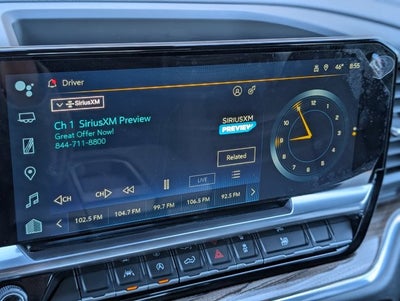 Driver
46° 8:55
SiriusXM
Ch 1 SiriusXM Preview
Great Offer Now!
844-711-8800
SIRIUSXM
PREVIEW
Related
CH CH LIVE
102.5 FM 104.7 FM 99.7 FM 106.5 FM 92.5 FM